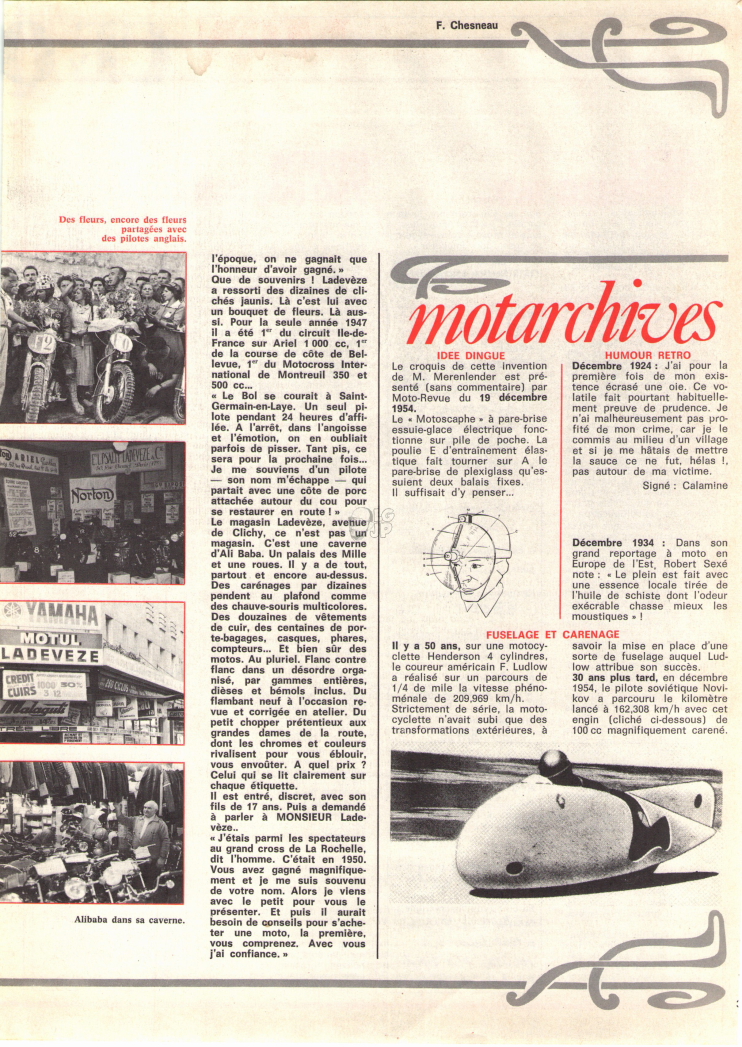 F. Chesneau
Des fleurs, encore des fleurs
partagées avec
des pilotes anglais.
12
Norton
YAMAHA
MOTUL
LADEVEZE
CREDIT
CUIRS
Alibaba dans sa caverne.
l'époque, on ne gagnait que
l'honneur d'avoir gagné. »
Que de souvenirs ! Ladevèze
a ressorti des dizaines de cli-
chés jaunis. Là c'est lui avec
un bouquet de fleurs. Là aus-
si. Pour la seule année 1947
il a été 1er du circuit Ile-de-
France sur Ariel 1 000 cc, 1er
de la course de côte de Bel-
levue, 1er du Motocross Inter-
national de Montreuil 350 et
500 cc...
« Le Bol se courait à Saint-
Germain-en-Laye. Un seul pi-
lote pendant 24 heures d'affi-
lée. A l'arrêt, dans l'angoisse
et l'émotion, on en oubliait
parfois de pisser. Tant pis, ce
sera pour la prochaine fois...
Je me souviens d'un pilote
— son nom m'échappe — qui
partait avec une côte de porc
attachée autour du cou pour
se restaurer en route ! »
Le magasin Ladevèze, avenue
de Clichy, ce n'est pas un
magasin. C'est une caverne
d'Ali Baba. Un palais des Mille
et une roues. Il y a de tout,
partout et encore au-dessus.
Des carénages par dizaines
pendent au plafond comme
des chauve-souris multicolores.
Des douzaines de vêtements
de cuir, des centaines de por-
te-bagages, casques, phares,
compteurs... Et bien sûr des
motos. Au pluriel. Flanc contre
flanc dans un désordre orga-
nisé, par gammes entières,
dièses et bémols inclus. Du
flambant neuf à l'occasion re-
vue et corrigée en atelier. Du
petit chopper prétentieux aux
grandes dames de la route,
dont les chromes et couleurs
rivalisent pour vous éblouir,
vous envoûter. A quel prix ?
Celui qui se lit clairement sur
chaque étiquette.
Il est entré, discret, avec son
fils de 17 ans. Puis a demandé
à parler à MONSIEUR Lade-
vèze..
« J'étais parmi les spectateurs
au grand cross de La Rochelle,
dit l'homme. C'était en 1950.
Vous avez gagné magnifique-
ment et je me suis souvenu
de votre nom. Alors je viens
avec le petit pour vous le
présenter. Et puis il aurait
besoin de conseils pour s'ache-
ter une moto, la première,
vous comprenez. Avec vous
j'ai confiance. »
motarchives
IDEE DINGUE
Le croquis de cette invention
de M. Merenlender est pré-
senté (sans commentaire) par
Moto-Revue du 19 décembre
1954.
Le « Motoscaphe » à pare-brise
essuie-glace électrique fonc-
tionne sur pile de poche. La
poulie E d'entraînement élas-
tique fait tourner sur A le
pare-brise de plexiglass qu'es-
suient deux balais fixes.
Il suffisait d'y penser...
HUMOUR RETRO
Décembre 1924 : J'ai pour la
première fois de mon exis-
tence écrasé une oie. Ce vo-
latile fait pourtant habituelle-
ment preuve de prudence. Je
n'ai malheureusement pas pro-
fité de mon crime, car je le
commis au milieu d'un village
et si je me hâtais de mettre
la sauce ce ne fut, hélas !,
pas autour de ma victime.
Signé : Calamine
Décembre 1934 : Dans son
grand reportage à moto en
Europe de l'Est, Robert Sexé
note : « Le plein est fait avec
une essence locale tirée de
l'huile de schiste dont l'odeur
exécrable chasse mieux les
moustiques » !
FUSELAGE ET CARENAGE
Il y a 50 ans, sur une motocy-
clette Henderson 4 cylindres,
le coureur américain F. Ludlow
a réalisé sur un parcours de
1/4 de mile la vitesse phéno-
ménale de 209,969 km/h.
Strictement de série, la moto-
cyclette n'avait subi que des
transformations extérieures, à
savoir la mise en place d'une
sorte de fuselage auquel Lud-
low attribue son succès.
30 ans plus tard, en décembre
1954, le pilote soviétique Novi-
kov a parcouru le kilomètre
lancé à 162,308 km/h avec cet
engin (cliché ci-dessous) de
100 cc magnifiquement carené.